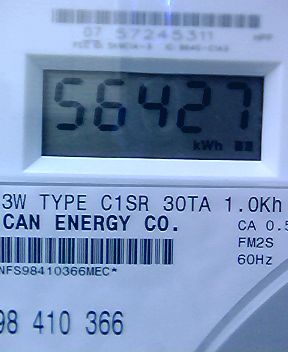 07 57245311
56427
kWh
3W TYPE C1SR 30TA 1.0Kh
CAN ENERGY CO.
CA 0.5
FM2S
60Hz
NFS98410366MEC*
98 410 366